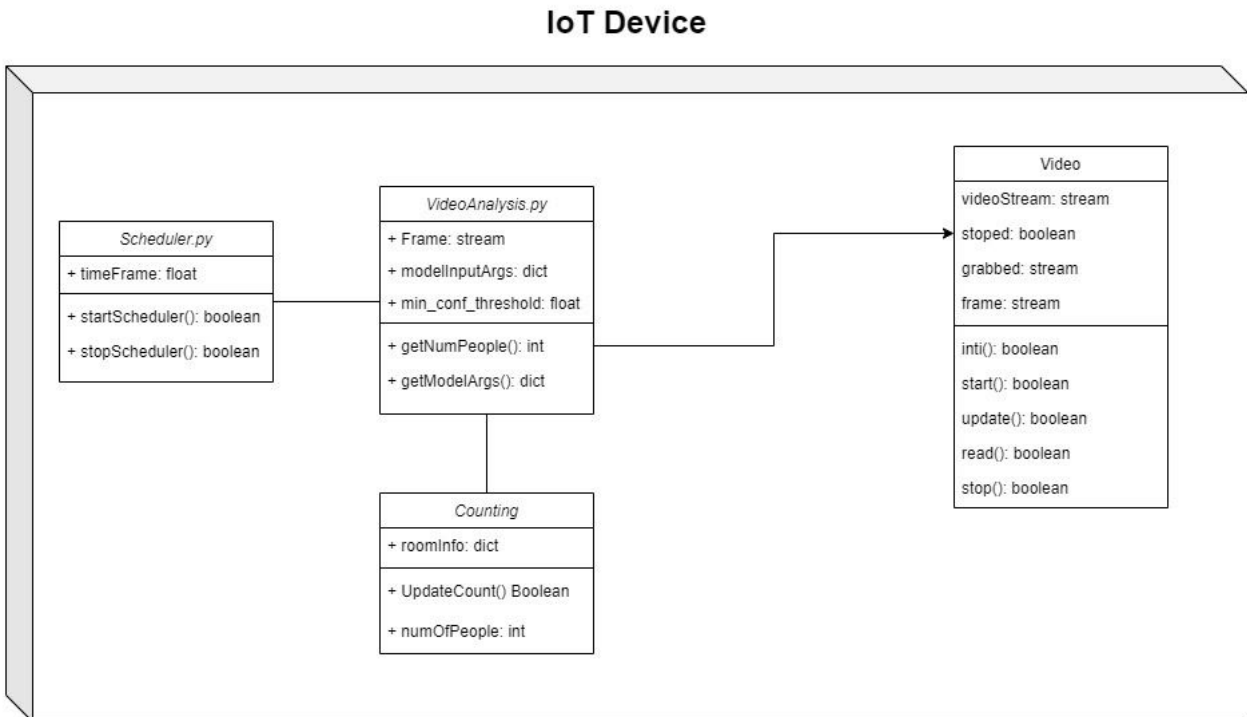 IoT Device
Scheduler.py
+ timeFrame: float
+ startScheduler(): boolean
+ stopScheduler(): boolean
VideoAnalysis.py
+ Frame: stream
+ modelInputArgs: dict
+ min_conf_threshold: float
+ getNumPeople(): int
+ getModelArgs(): dict
Counting
+ roomInfo: dict
+ UpdateCount() Boolean
+ numOfPeople: int
Video
videoStream: stream
stoped: boolean
grabbed: stream
frame: stream
inti(): boolean
start(): boolean
update(): boolean
read(): boolean
stop(): boolean